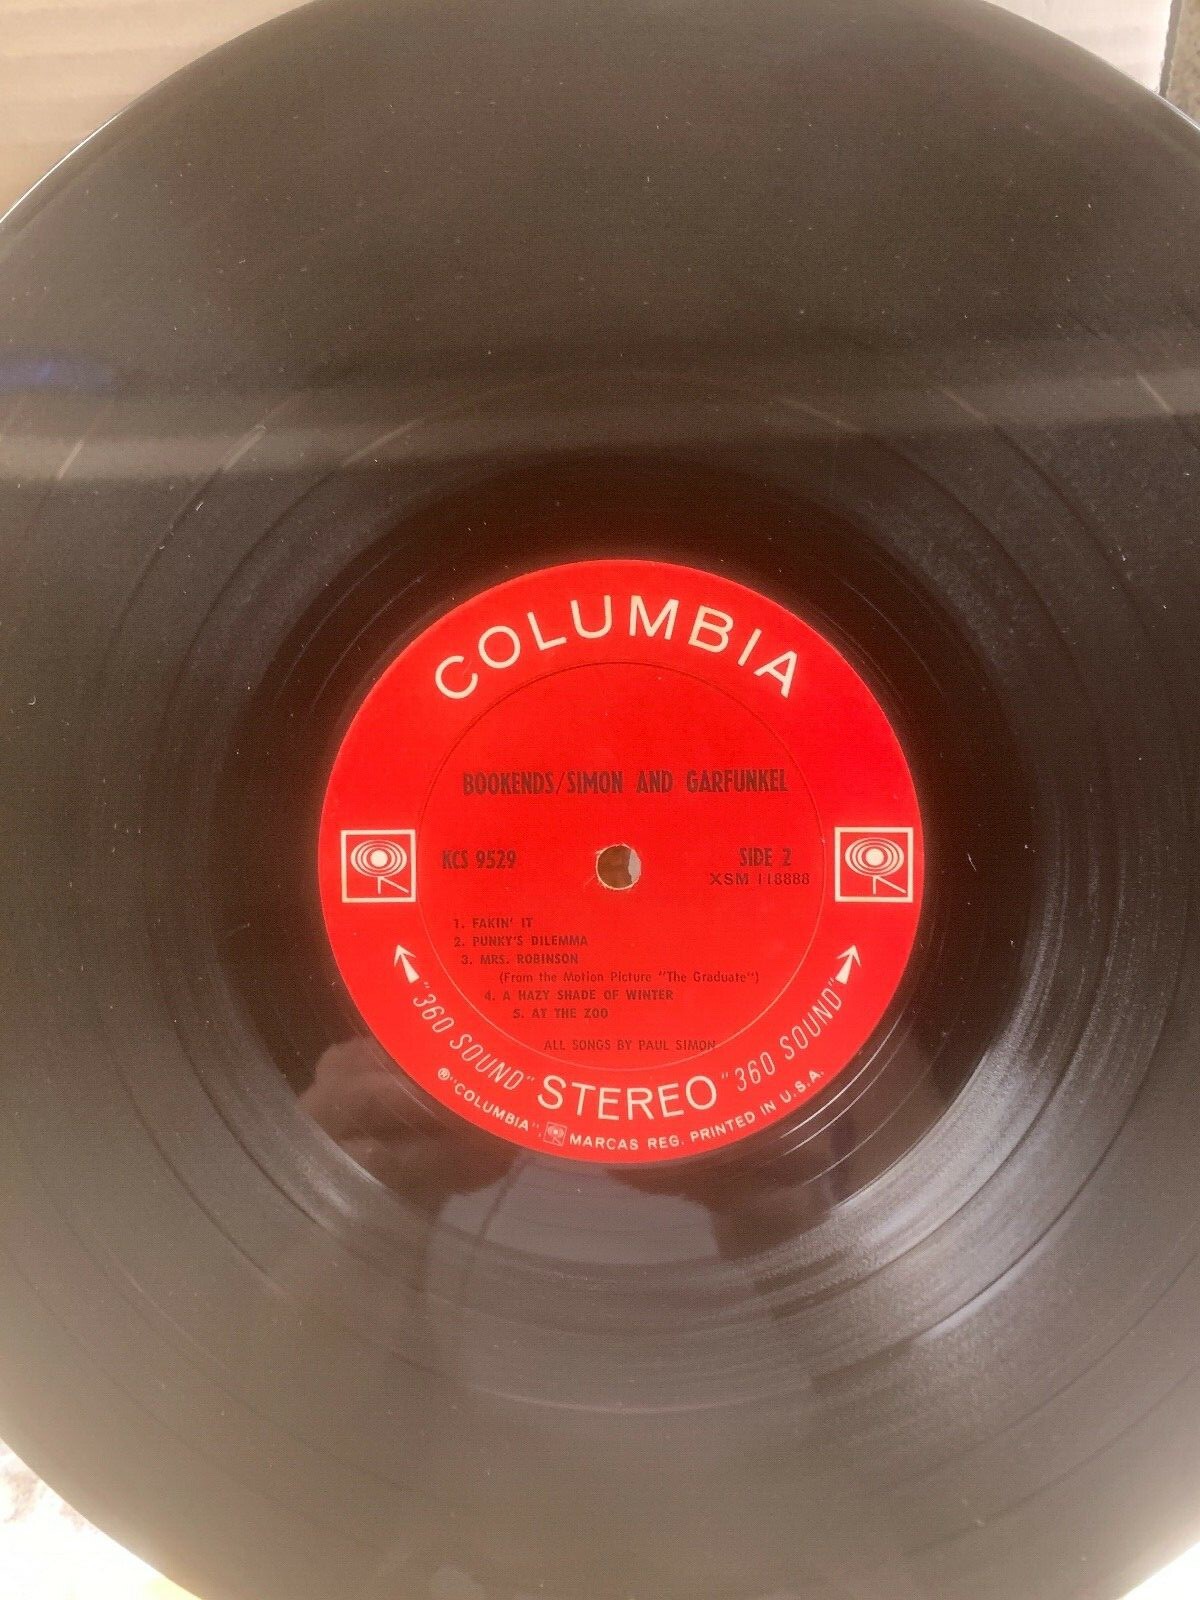 COLUMBIA
BOOKENDS/SIMON AND GARFUNKEL
KCS 9529
SIDE 2
XSM 118888
1. FAKIN' IT
2. PUNKY'S DILEMMA
3. MRS. ROBINSON
(From the Motion Picture "The Graduate")
4. A HAZY SHADE OF WINTER
5. AT THE ZOO
ALL SONGS BY PAUL SIMON
"360 SOUND" STEREO "360 SOUND"
®"COLUMBIA", MARCAS REG. PRINTED IN U.S.A.